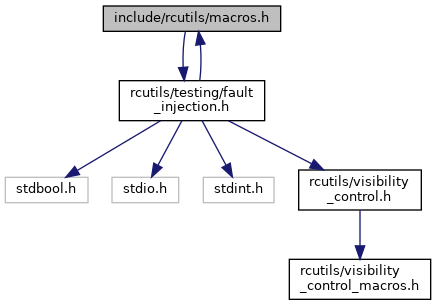 include/rcutils/macros.h
rcutils/testing/fault
_injection.h
stdbool.h
stdio.h
stdint.h
rcutils/visibility
_control.h
rcutils/visibility
_control_macros.h